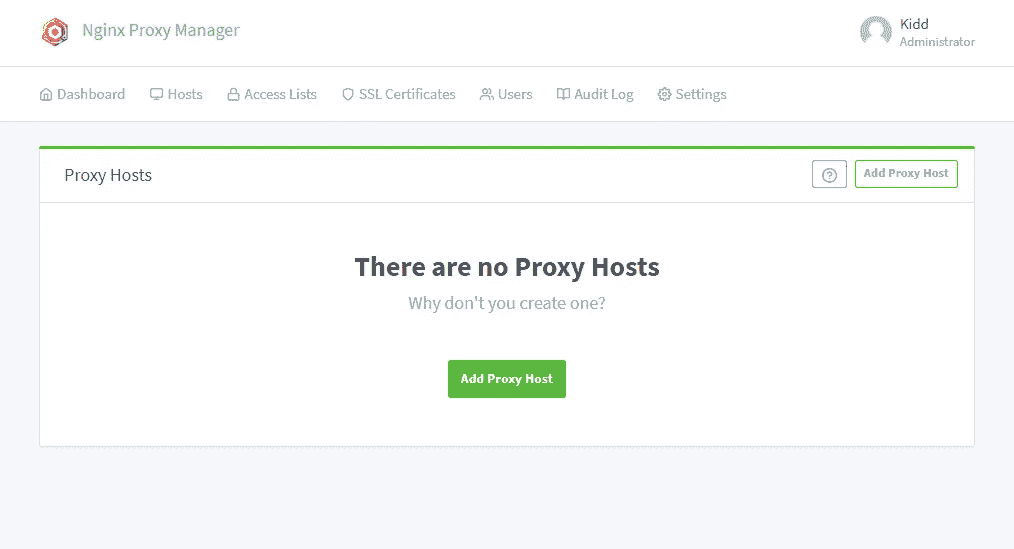 Nginx Proxy Manager
Kidd
Administrator
Dashboard Hosts Access Lists SSL Certificates Users Audit Log Settings
Proxy Hosts Add Proxy Host
There are no Proxy Hosts
Why don't you create one?
Add Proxy Host